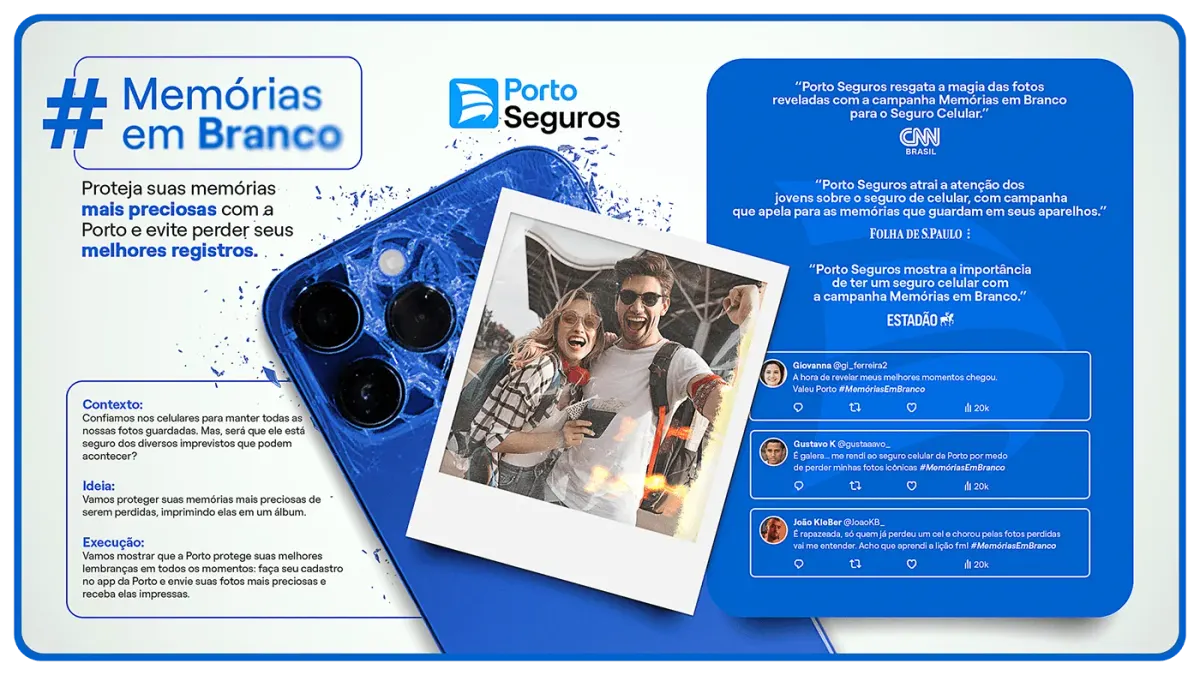 #Memórias
em Branco
Proteja suas memórias
mais preciosas com a
Porto e evite perder seus
melhores registros.
Contexto:
Confiamos nos celulares para manter todas as
nossas fotos guardadas. Mas, será que ele está
seguro dos diversos imprevistos que podem
acontecer?
Ideia:
Vamos proteger suas memórias mais preciosas de
serem perdidas, imprimindo elas em um álbum.
Execução:
Vamos mostrar que a Porto protege suas melhores
lembranças em todos os momentos: faça seu cadastro
no app da Porto e envie suas fotos mais preciosas e
receba elas impressas.
Porto
Seguros
“Porto Seguros resgata a magia das fotos
reveladas com a campanha Memórias em Branco
para o Seguro Celular.”
CNN
BRASIL
“Porto Seguros atrai a atenção dos
jovens sobre o seguro de celular, com campanha
que apela para as memórias que guardam em seus aparelhos.”
FOLHA DE S.PAULO
“Porto Seguros mostra a importância
de ter um seguro celular com
a campanha Memórias em Branco.”
ESTADÃO
Giovanna @gi_ferreira2
A hora de revelar meus melhores momentos chegou.
Valeu Porto #MemóriasEmBranco
20k
Gustavo K @gustaaavo_
É galera... me rendi ao seguro celular da Porto por medo
de perder minhas fotos icônicas #MemóriasEmBranco
20k
João KleBer @JoaoKB_
É rapazeada, só quem já perdeu um cel e chorou pelas fotos perdidas
vai me entender. Acho que aprendi a lição fml #MemóriasEmBranco
20k